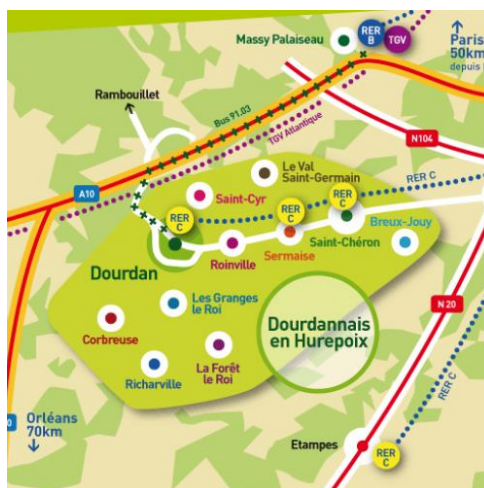 Massy Palaiseau
RER
B
TGV
Paris
50km
depuis
Rambouillet
Bus 91.03
TGV Atlantique
N104
A10
Le Val
Saint-Germain
RER C
Saint-Cyr
RER
C
RER
C
RER
C
Breux-Jouy
Saint-Chéron
Sermaise
Roinville
Dourdan
Les Granges
le Roi
Dourdannais
en Hurepoix
N20
Corbreuse
La Forêt
le Roi
Richarville
RER C
Orléans
70km
Etampes
RER
C